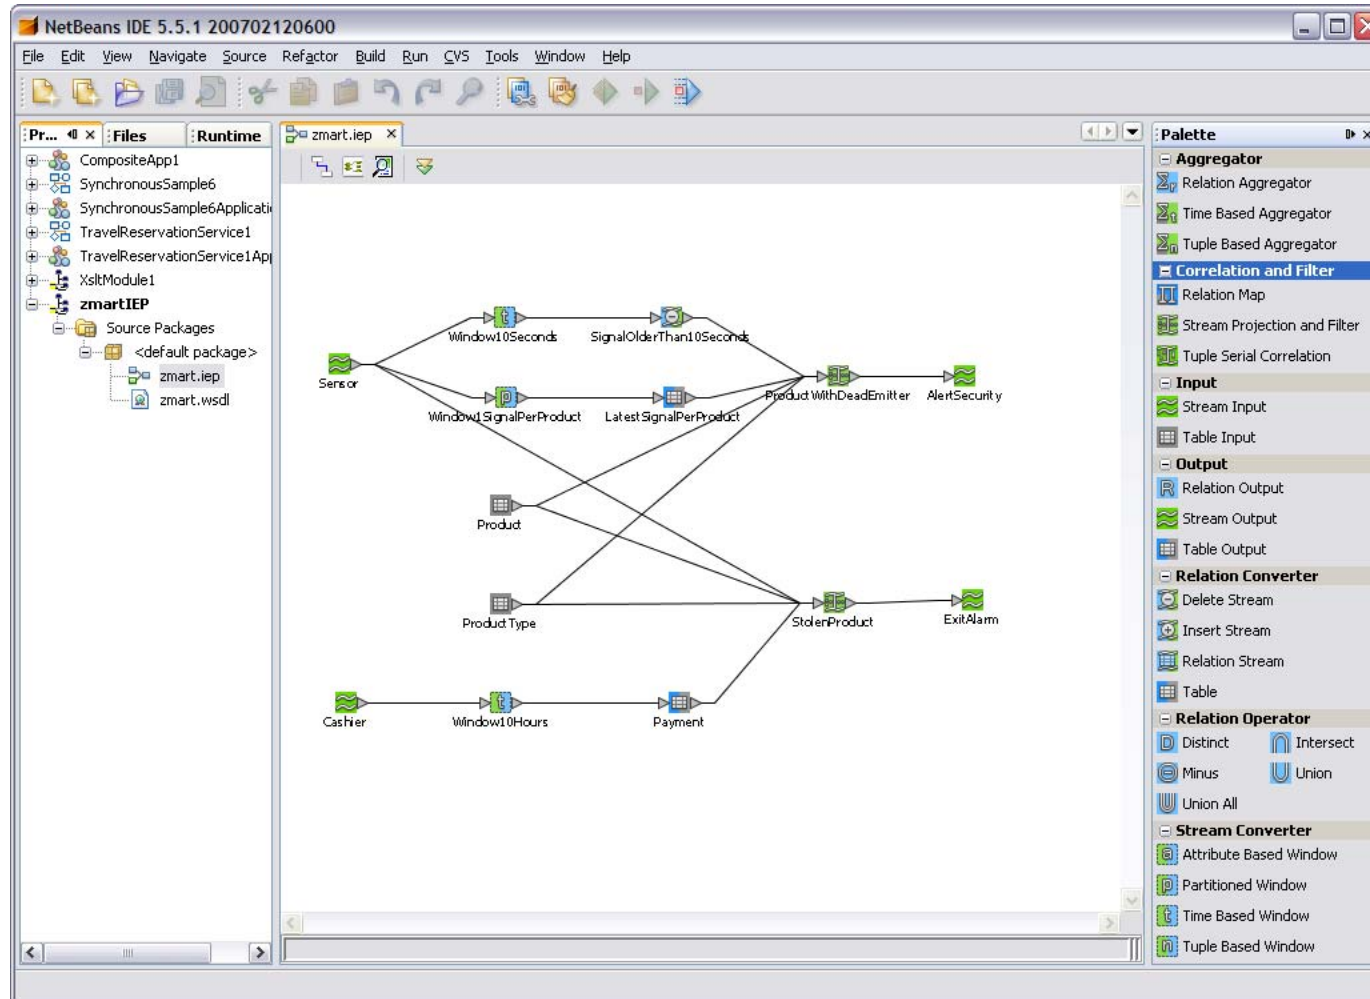 NetBeans IDE 5.5.1 200702120600
File Edit View Navigate Source Refactor Build Run CVS Tools Window Help
Pr... Files Runtime
zmart.iep
Palette
CompositeApp1
SynchronousSample6
SynchronousSample6Applicati
TravelReservationService1
TravelReservationService1App
XsltModule1
zmartIEP
Source Packages
<default package>
zmart.iep
zmart.wsdl
Window10Seconds
SignalOlderThan10Seconds
Sensor
Window1SignalPerProduct
LatestSignalPerProduct
ProductWithDeadEmitter
AlertSecurity
Product
ProductType
StolenProduct
ExitAlarm
Cashier
Window10Hours
Payment
Aggregator
Relation Aggregator
Time Based Aggregator
Tuple Based Aggregator
Correlation and Filter
Relation Map
Stream Projection and Filter
Tuple Serial Correlation
Input
Stream Input
Table Input
Output
Relation Output
Stream Output
Table Output
Relation Converter
Delete Stream
Insert Stream
Relation Stream
Table
Relation Operator
Distinct Intersect
Minus Union
Union All
Stream Converter
Attribute Based Window
Partitioned Window
Time Based Window
Tuple Based Window